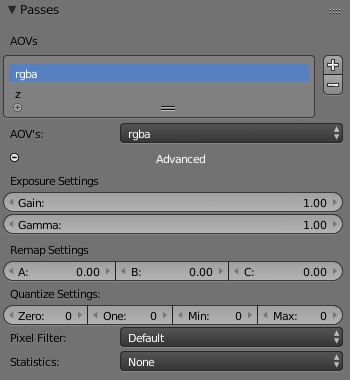 Passes
AOVs
rgba
z
AOV's: rgba
Advanced
Exposure Settings
Gain: 1.00
Gamma: 1.00
Remap Settings
A: 0.00 B: 0.00 C: 0.00
Quantize Settings:
Zero: 0 One: 0 Min: 0 Max: 0
Pixel Filter: Default
Statistics: None